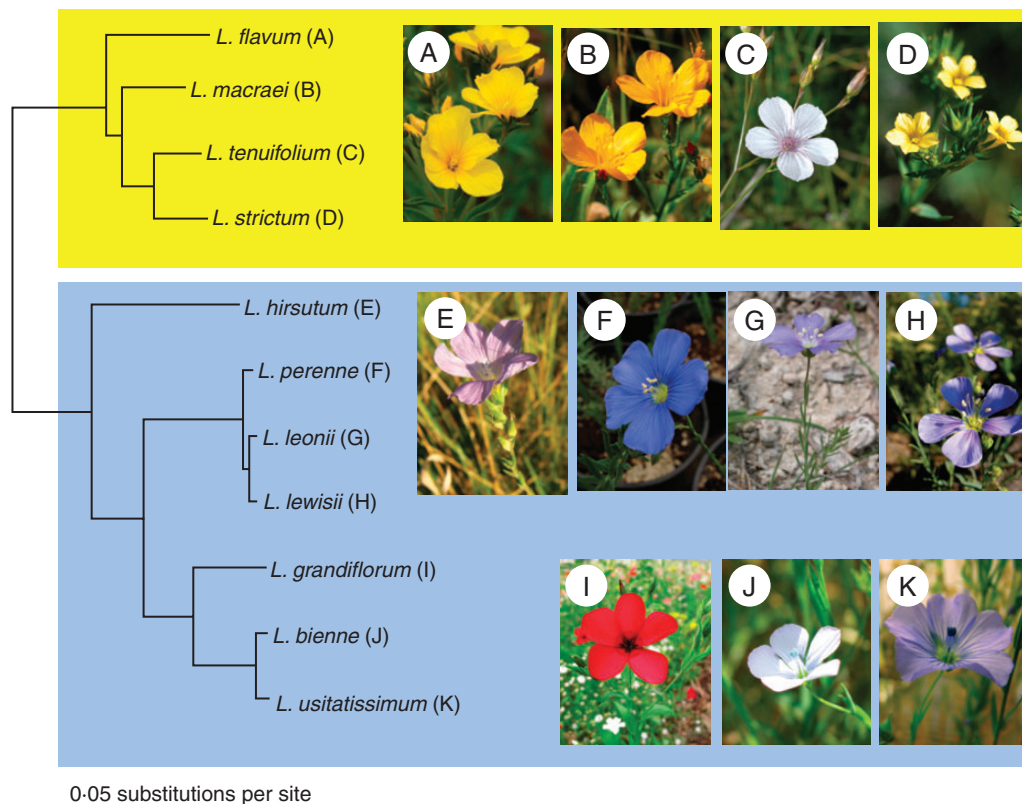 L. flavum (A)
L. macraei (B)
L. tenuifolium (C)
L. strictum (D)
A
B
C
D
L. hirsutum (E)
L. perenne (F)
L. leonii (G)
L. lewisii (H)
L. grandiflorum (I)
L. bienne (J)
L. usitatissimum (K)
E
F
G
H
I
J
K
0·05 substitutions per site